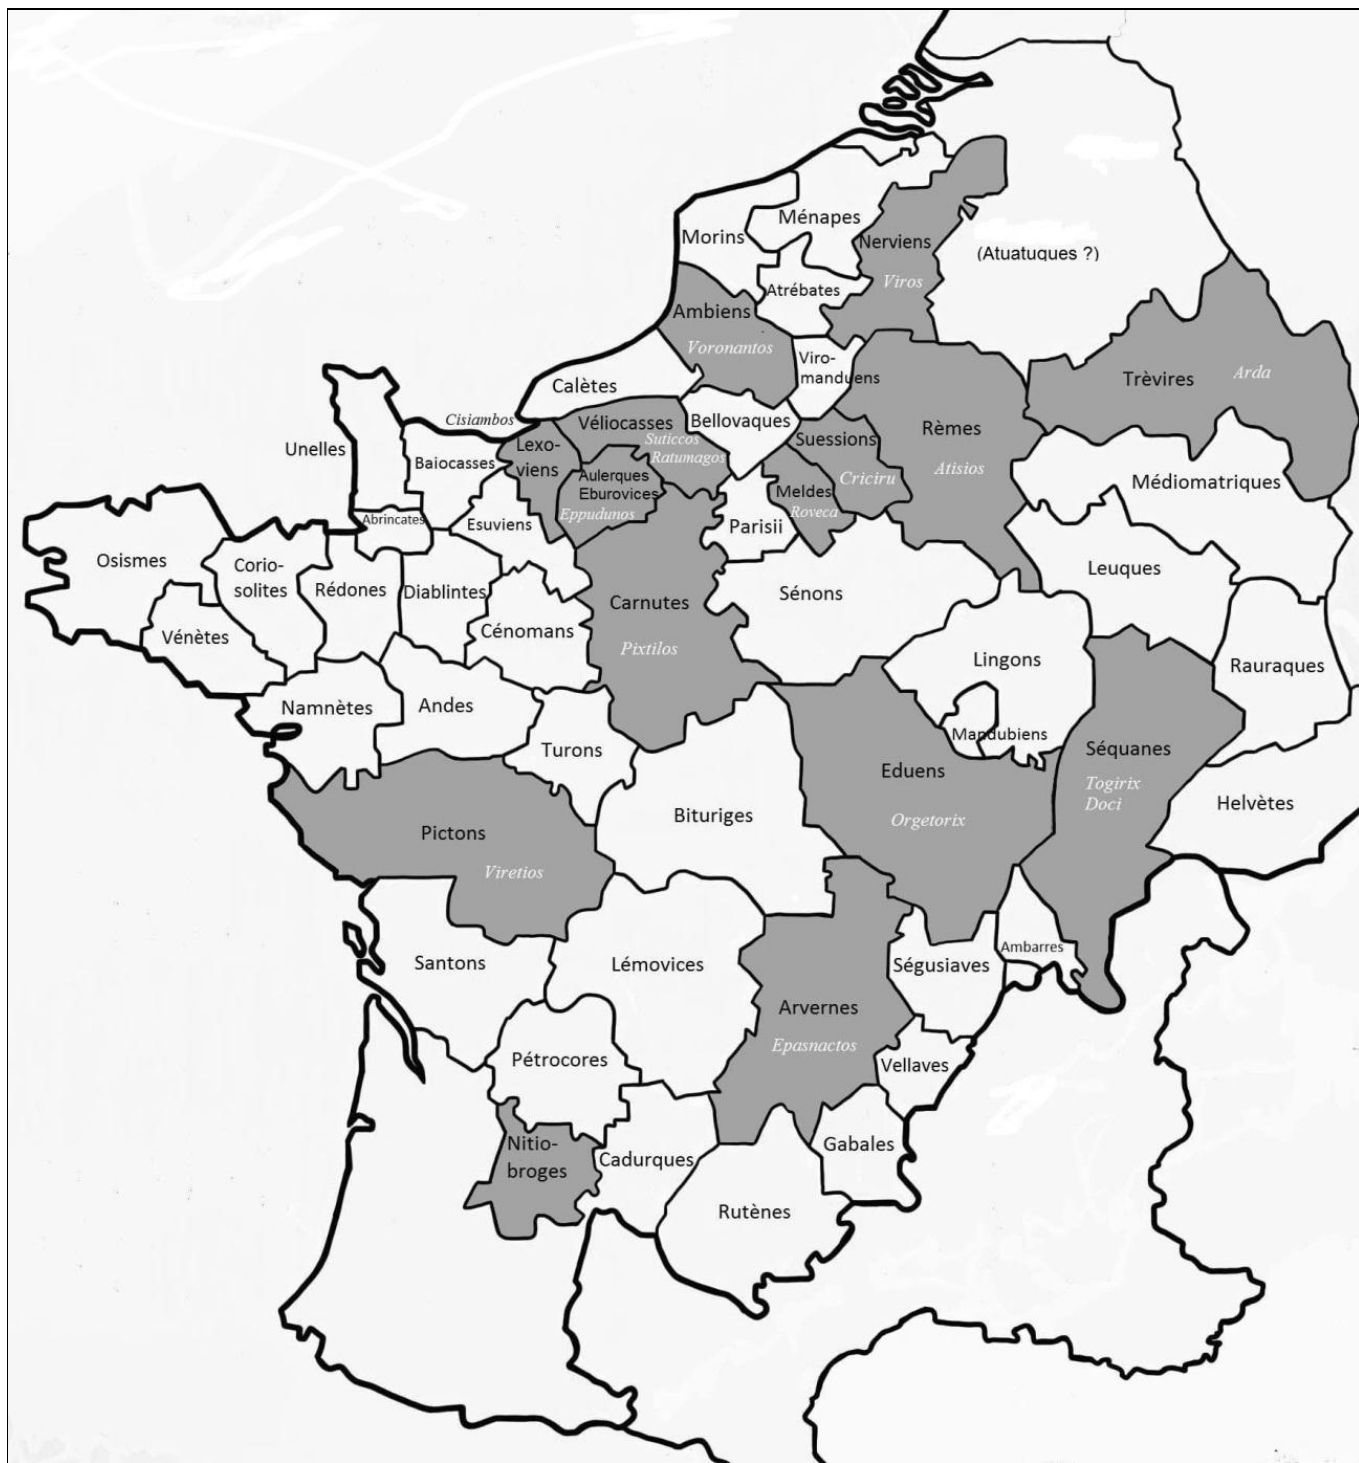 Ménapes
Morins
Nerviens
(Atuatuques ?)
Viros
Atrébates
Ambiens
Voronantos
Viro-
manduens
Trèvires
Arda
Calètes
Cisiambos
Véliocasses
Bellovaques
Suticcos
Ratumagos
Suessions
Criciru
Rèmes
Atisios
Unelles
Baiocasses
Lexo-
viens
Aulerques
Eburovices
Eppudunos
Meldes
Roveca
Médiomatriques
Abrincates
Esuviens
Parisii
Osismes
Corio-
solites
Rédones
Diablintes
Carnutes
Sénons
Leuques
Vénètes
Cénomans
Pixtilos
Lingons
Rauraques
Namnètes
Andes
Turons
Mandubiens
Séquanes
Eduens
Togirix
Doci
Helvètes
Orgetorix
Bituriges
Pictons
Viretios
Santons
Lémovices
Ségusiaves
Ambarres
Arvernes
Epasnactos
Pétrocores
Vellaves
Nitio-
broges
Cadurques
Gabales
Rutènes